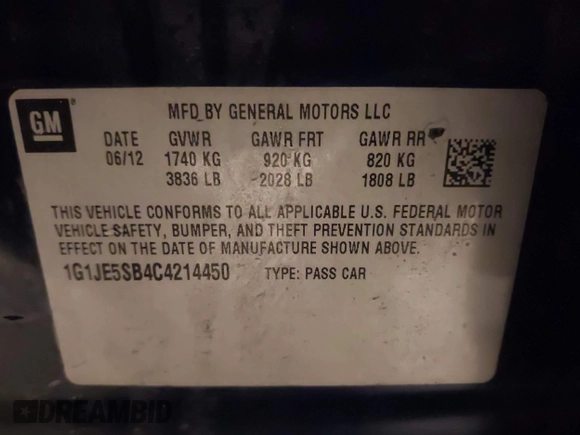 GM ®
MFD BY GENERAL MOTORS LLC
DATE GVWR GAWR FRT GAWR RR
06/12 1740 KG 920 KG 820 KG
3836 LB 2028 LB 1808 LB
THIS VEHICLE CONFORMS TO ALL APPLICABLE U.S. FEDERAL MOTOR
VEHICLE SAFETY, BUMPER, AND THEFT PREVENTION STANDARDS IN
EFFECT ON THE DATE OF MANUFACTURE SHOWN ABOVE.
1G1JE5SB4C4214450 TYPE: PASS CAR
DREAMBID